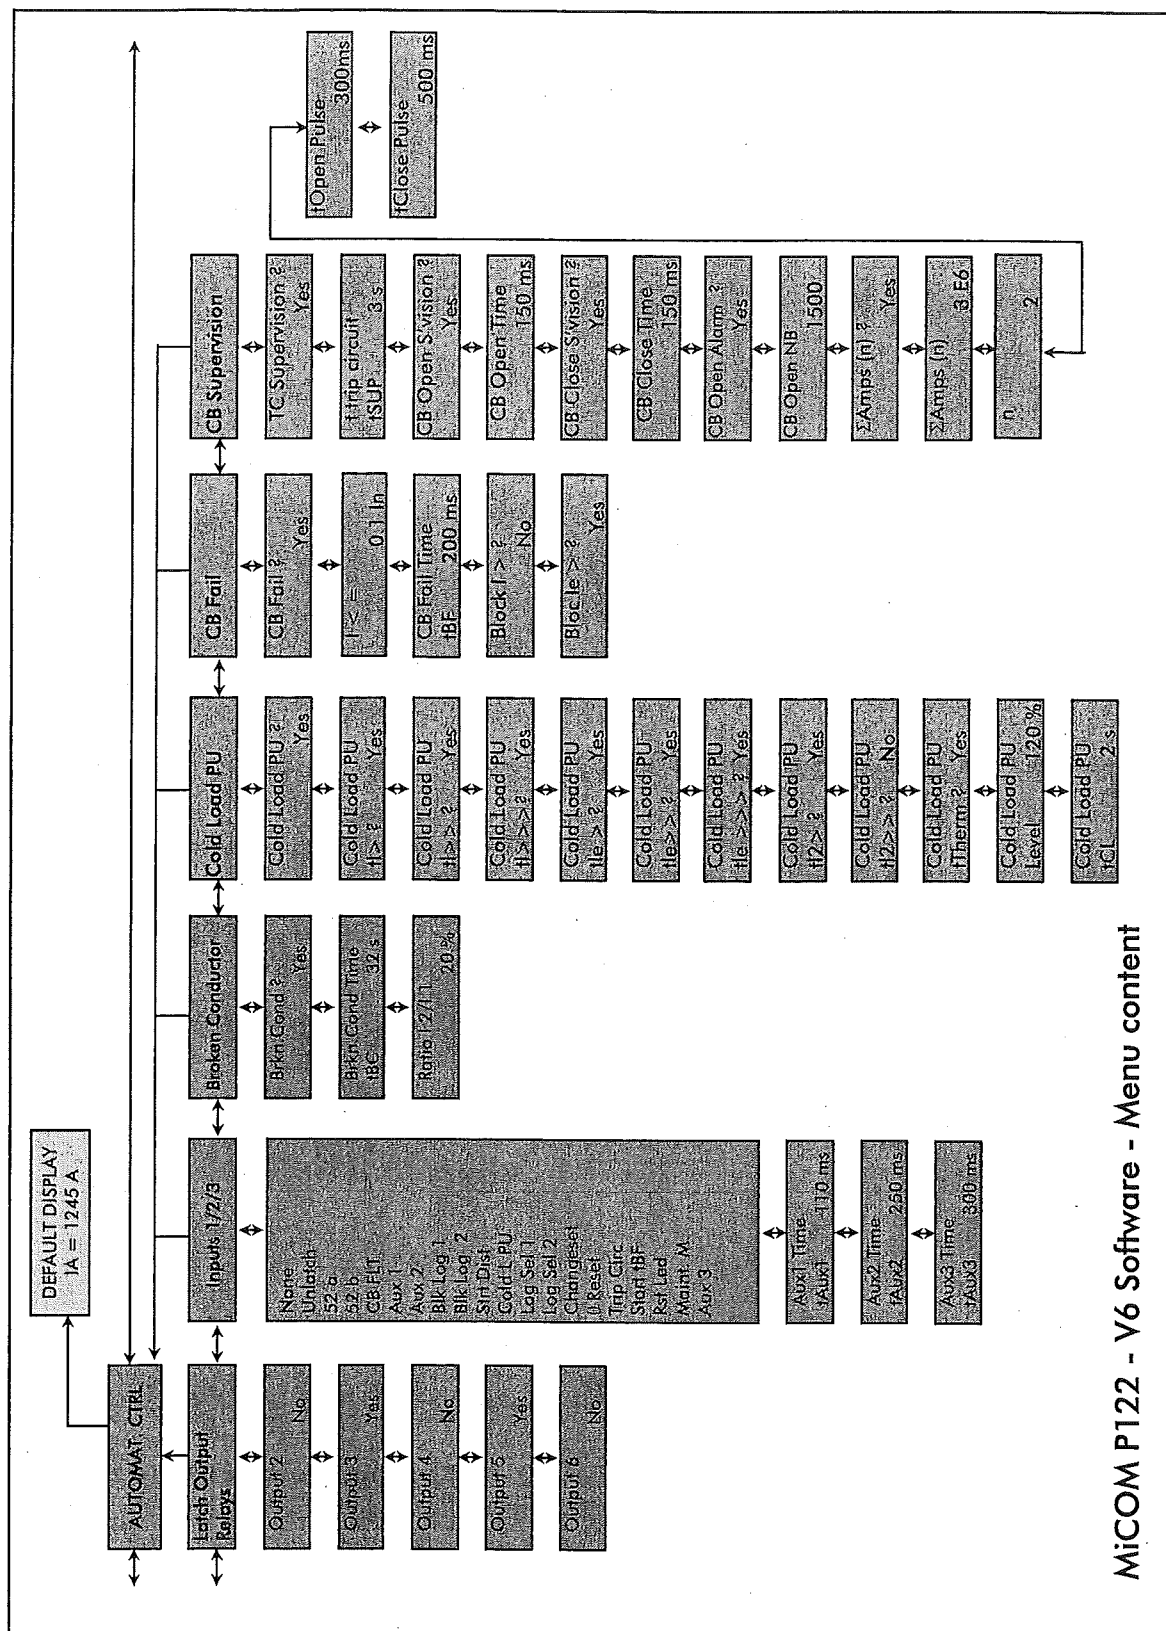 DEFAULT DISPLAY
IA = 1245 A
AUTOMAT. CTRL
Latch Output
Relays
Output 2
No
Output 3
Yes
Output 4
No
Output 5
Yes
Output 6
No
Inputs 1/2/3
None
Unlatch
52 a
52 b
CB FLT
Aux 1
Aux 2
Blk Log 1
Blk Log 2
Strt Dist
Cold L PU
Log Sel 1
Log Sel 2
Changeset
θ Reset
Trip Circ
Start tBF
Rst Led
Maint. M.
Aux 3
Aux1 Time
tAux1 110 ms
Aux2 Time
tAux2 260 ms
Aux3 Time
tAux3 300 ms
Broken Conductor
Brkn Cond ?
Yes
Brkn Cond Time
tBC 32 s
Ratio I 2/I 1
20 %
Cold Load PU
Cold Load PU ?
Yes
Cold Load PU
tI> ? Yes
Cold Load PU
tI>> ? Yes
Cold Load PU
tI>>> ? Yes
Cold Load PU
tIe> ? Yes
Cold Load PU
tIe>> ? Yes
Cold Load PU
tIe >>> ? Yes
Cold Load PU
tI2> ? Yes
Cold Load PU
tI2>> ? No
Cold Load PU
tTherm ? Yes
Cold Load PU
Level 120 %
Cold Load PU
tCL 2 s
CB Fail
CB Fail ?
Yes
I < =
0.1 In
CB Fail Time
tBF 200 ms
Block I > ?
No
Bloc Ie > ?
Yes
CB Supervision
TC Supervision ?
Yes
t trip circuit
tSUP 3 s
CB Open S'vision ?
Yes
CB Open Time
150 ms
CB Close S'vision ?
Yes
CB Close Time
150 ms
CB Open Alarm ?
Yes
CB Open NB
1500
ΣAmps (n) ?
Yes
ΣAmps (n)
3 E6
n
2
tOpen Pulse
300ms
tClose Pulse
500 ms
MiCOM P122 - V6 Software - Menu content